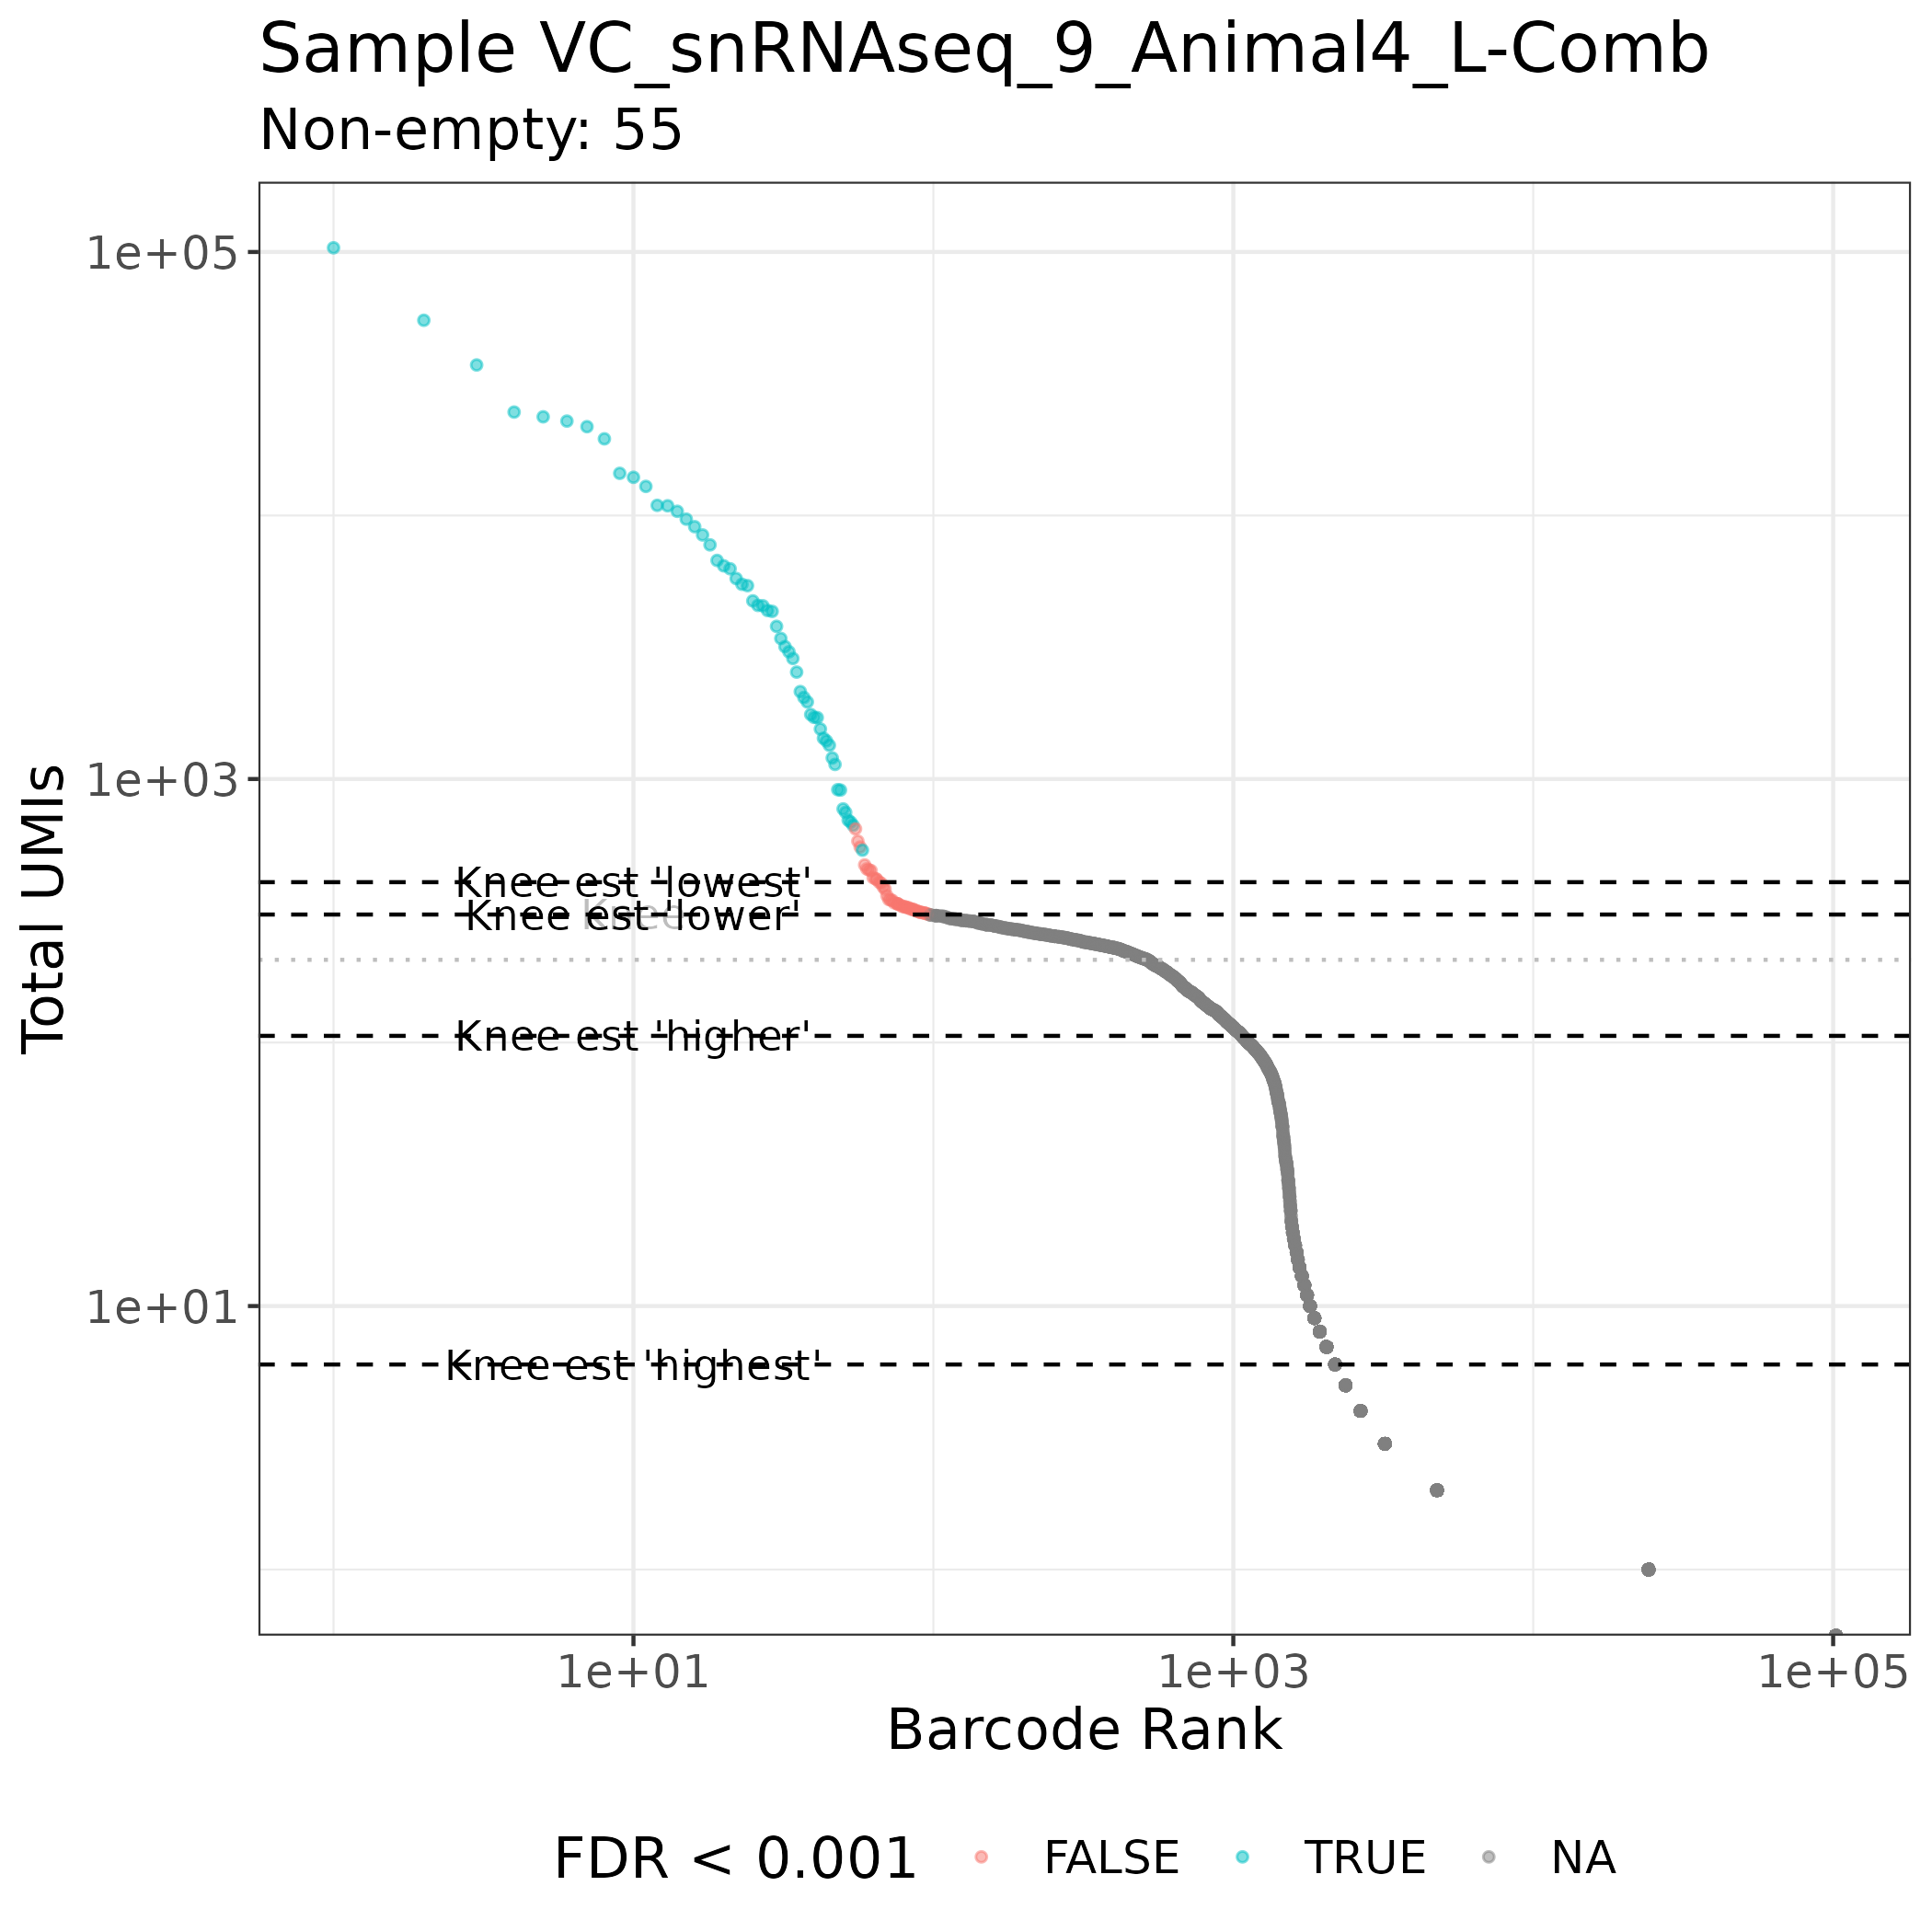 Sample VC_snRNAseq_9_Animal4_L-Comb
Non-empty: 55
Total UMIs
1e+05
1e+03
1e+01
Knee est 'lowest'
Knee
Knee est 'lower'
Knee est 'higher'
Knee est 'highest'
1e+01
1e+03
1e+05
Barcode Rank
FDR < 0.001
FALSE
TRUE
NA